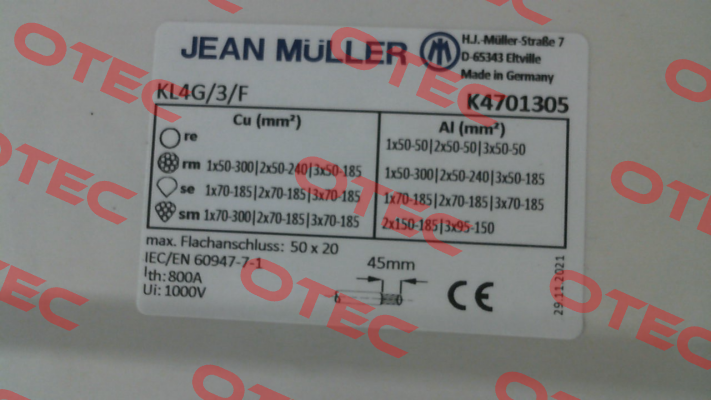 JEAN MÜLLER
H.J.-Müller-Straße 7
D-65343 Eltville
Made in Germany
KL4G/3/F
K4701305
Cu (mm²)
Al (mm²)
re
1x50-50|2x50-50|3x50-50
rm 1x50-300|2x50-240|3x50-185
1x50-300|2x50-240|3x50-185
se 1x70-185|2x70-185|3x70-185
1x70-185|2x70-185|3x70-185
sm 1x70-300|2x70-185|3x70-185
2x150-185|3x95-150
max. Flachanschluss: 50 x 20
IEC/EN 60947-7-1
Ith: 800A
Ui: 1000V
45mm
CE
29.11.2021
OTEC
OTEC
OTEC
OTEC
OTEC
OTEC
OTEC
OTEC
OTEC